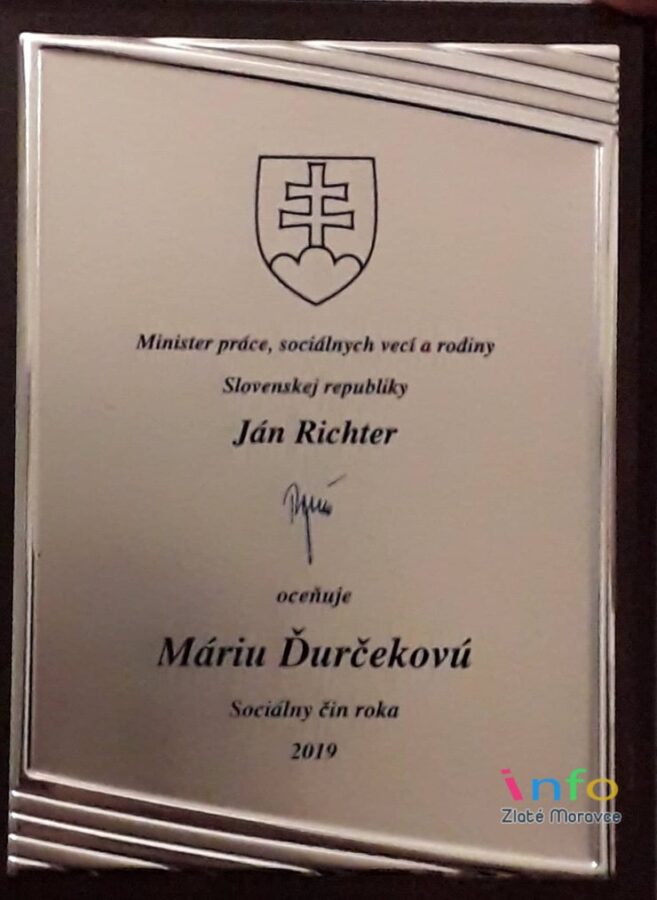 Minister práce, sociálnych vecí a rodiny
Slovenskej republiky
Ján Richter
oceňuje
Máriu Ďurčekovú
Sociálny čin roka
2019
info
Zlaté Moravce